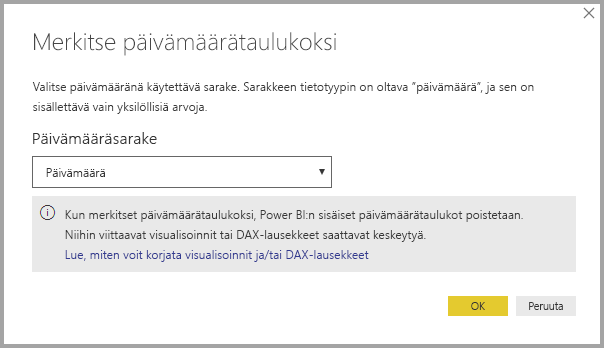 Merkitse päivämäärätaulukoksi
Valitse päivämääränä käytettävä sarake. Sarakkeen tietotyypin on oltava "päivämäärä", ja sen on
sisällettävä vain yksilöllisiä arvoja.
Päivämääräsarake
Päivämäärä
Kun merkitset päivämäärätaulukoksi, Power BI:n sisäiset päivämäärätaulukot poistetaan.
Niihin viittaavat visualisoinnit tai DAX-lausekkeet saattavat keskeytyä.
Lue, miten voit korjata visualisoinnit ja/tai DAX-lausekkeet
OK Peruuta